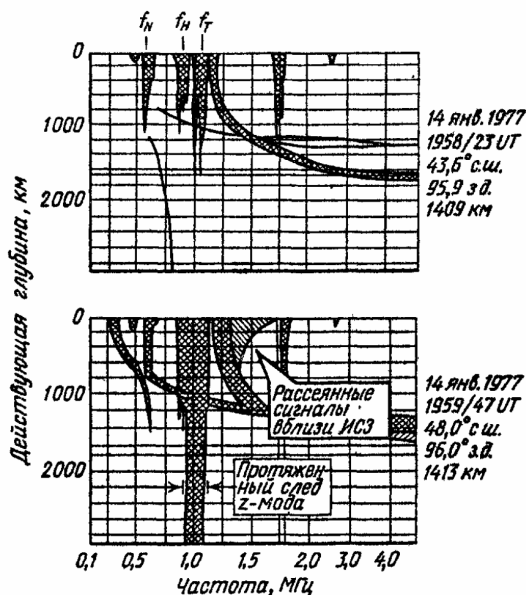 f_N f_H f_T
0
1000
2000
14 янв. 1977
1958/23 UT
43,6° с.ш.
95,9 з.д.
1409 км
Действующая глубина, км
0
1000
2000
Рассеянные
сигналы
вблизи ИСЗ
Протяжен-
ный след
z-мода
14 янв. 1977
1959/47 UT
48,0° с.ш.
96,0° з.д.
1413 км
0,1 0,5 1,0 1,5 2,0 3,0 4,0
Частота, МГц